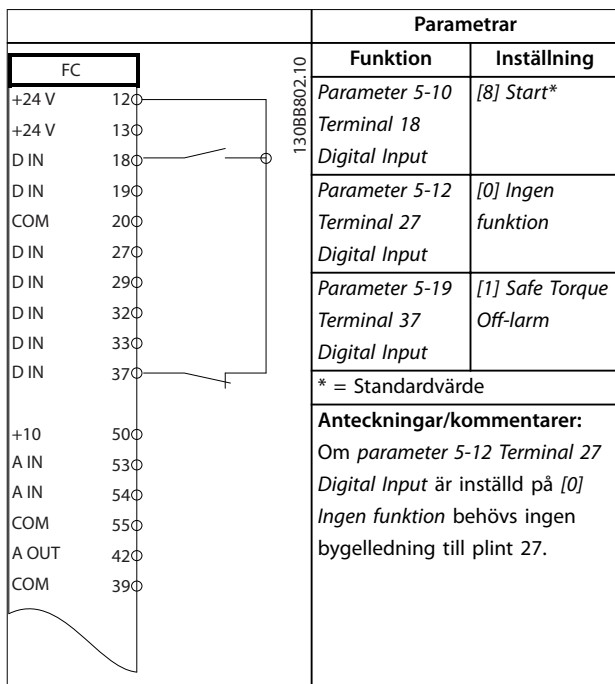 FC
+24 V 12
+24 V 13
D IN 18
D IN 19
COM 20
D IN 27
D IN 29
D IN 32
D IN 33
D IN 37
+10 50
A IN 53
A IN 54
COM 55
A OUT 42
COM 39
130BB802.10
Parametrar
Funktion Inställning
Parameter 5-10 [8] Start*
Terminal 18
Digital Input
Parameter 5-12 [0] Ingen
Terminal 27 funktion
Digital Input
Parameter 5-19 [1] Safe Torque
Terminal 37 Off-larm
Digital Input
* = Standardvärde
Anteckningar/kommentarer:
Om parameter 5-12 Terminal 27
Digital Input är inställd på [0]
Ingen funktion behövs ingen
bygelledning till plint 27.